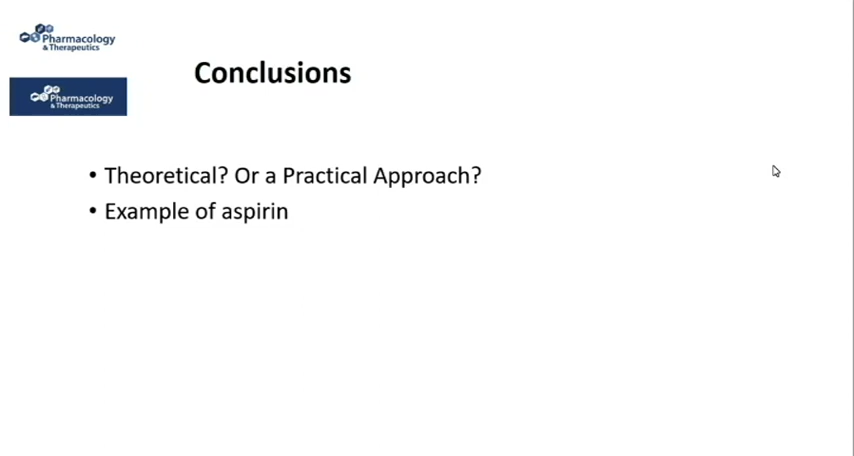 Pharmacology
& Therapeutics
Conclusions
Pharmacology
& Therapeutics
• Theoretical? Or a Practical Approach?
• Example of aspirin